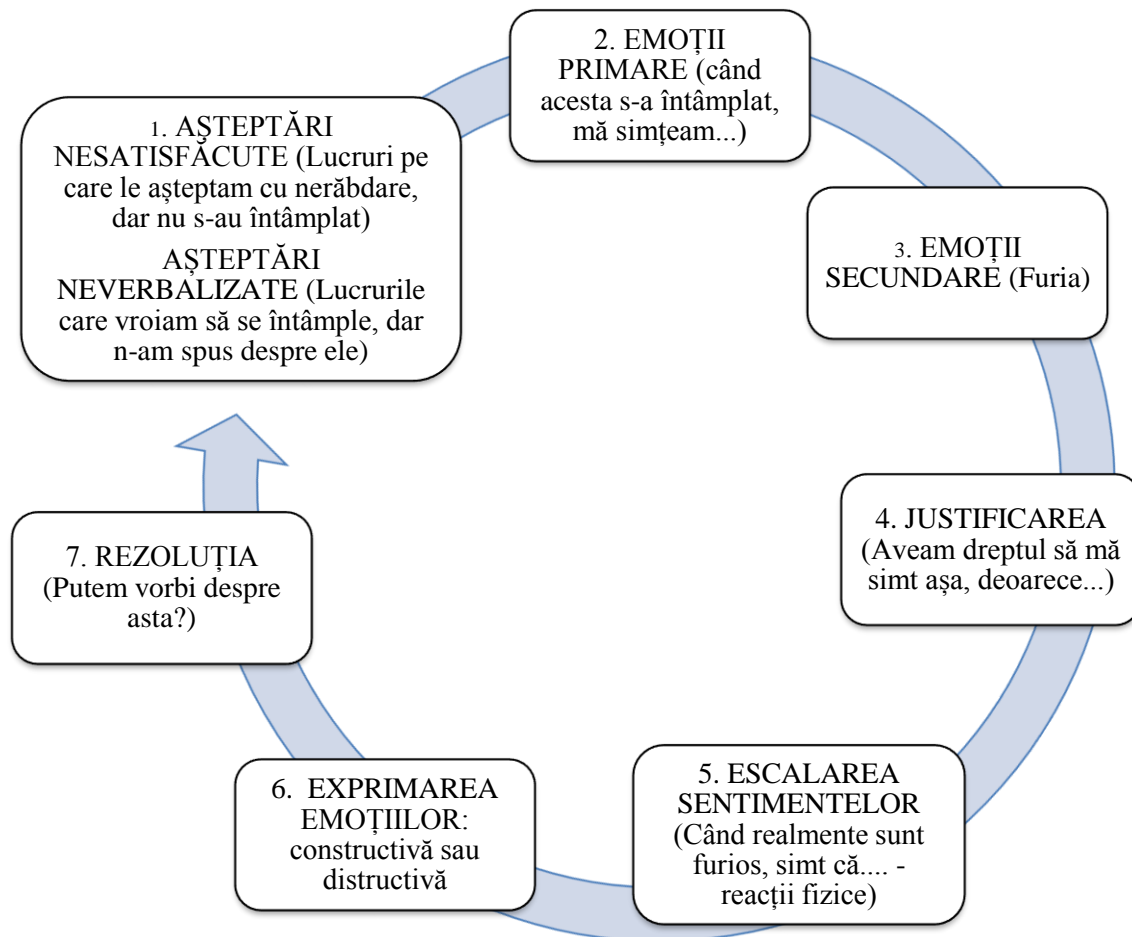 1. AȘTEPTĂRI
NESATISFĂCUTE (Lucruri pe
care le așteptam cu nerăbdare,
dar nu s-au întâmplat)
AȘTEPTĂRI
NEVERBALIZATE (Lucrurile
care vroiam să se întâmple, dar
n-am spus despre ele)
2. EMOȚII
PRIMARE (când
acesta s-a întâmplat,
mă simțeam...)
3. EMOȚII
SECUNDARE (Furia)
4. JUSTIFICAREA
(Aveam dreptul să mă
simt așa, deoarece...)
5. ESCALAREA
SENTIMENTELOR
(Când realmente sunt
furios, simt că.... -
reacții fizice)
6. EXPRIMAREA
EMOȚIILOR:
constructivă sau
distructivă
7. REZOLUȚIA
(Putem vorbi despre
asta?)